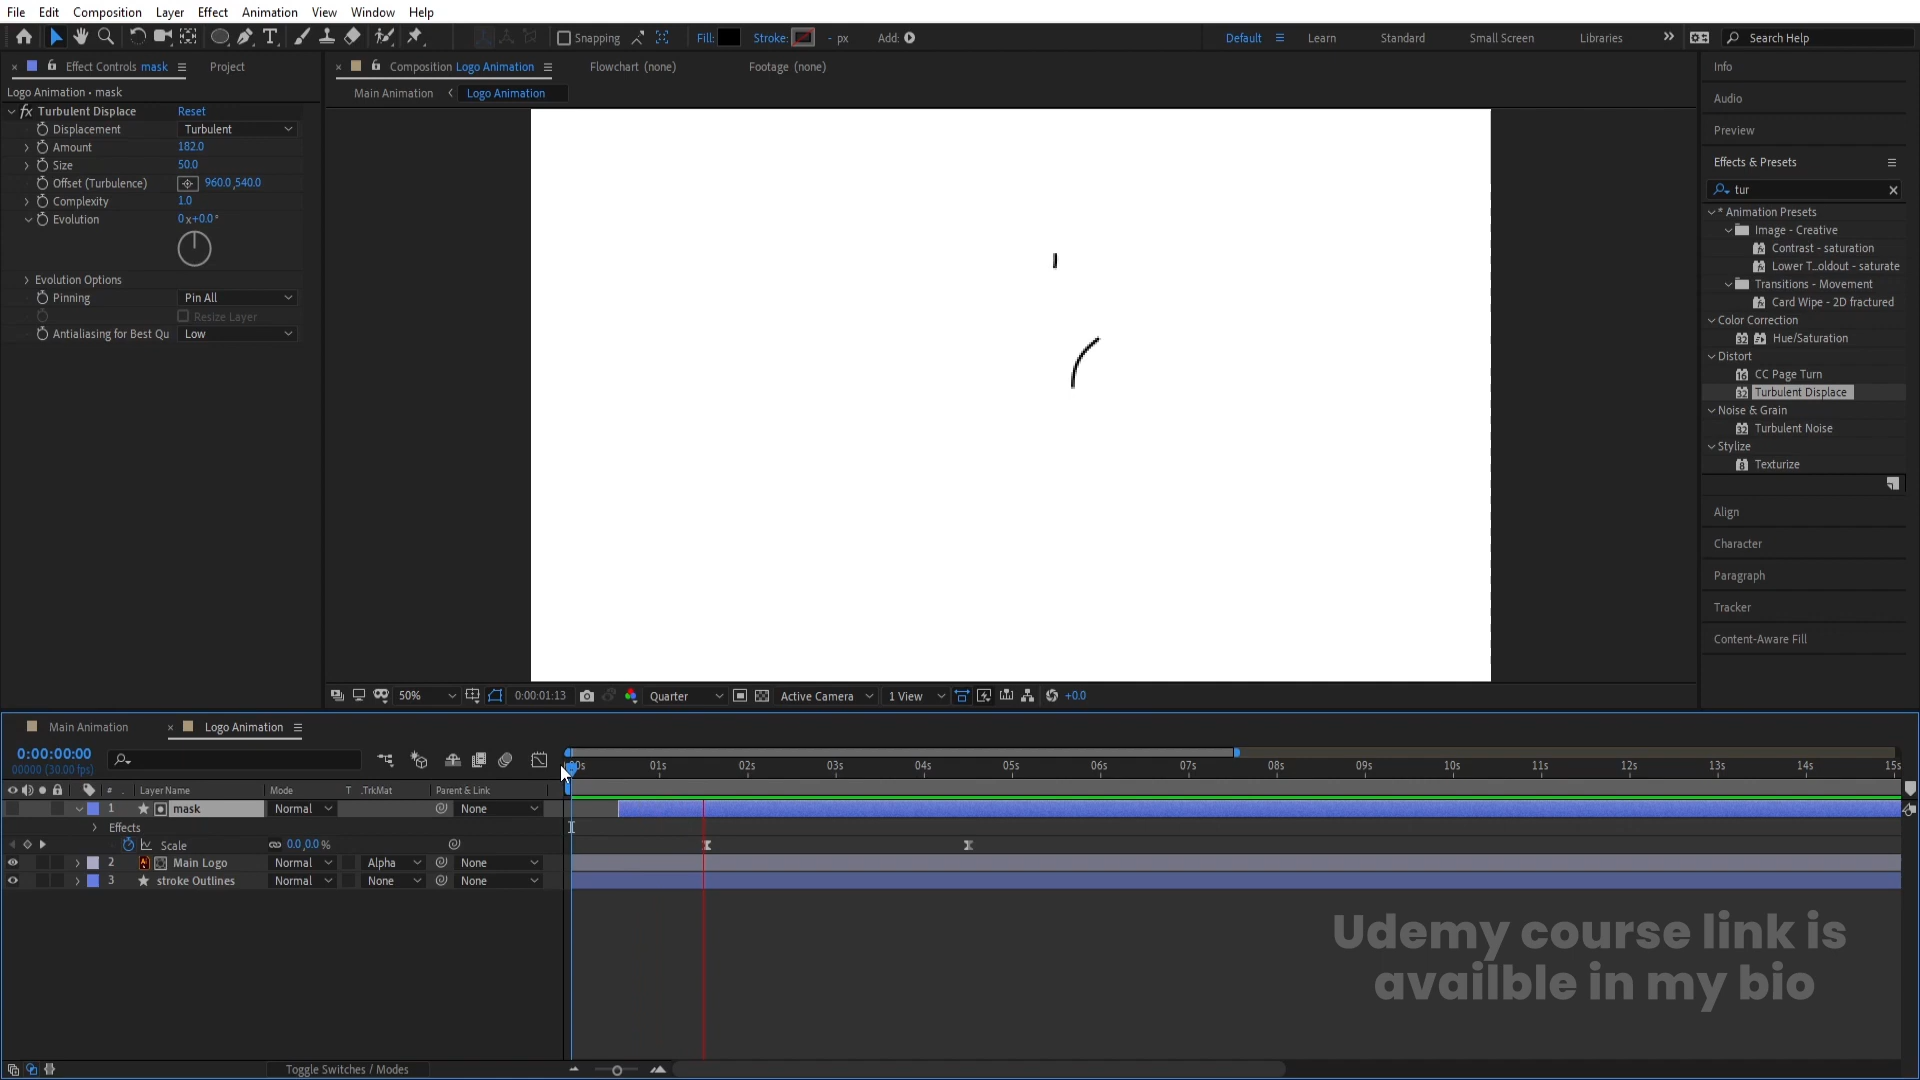 File Edit Composition Layer Effect Animation View Window Help
Snapping Fill: Stroke: - px Add: Default Learn Standard Small Screen Libraries Search Help
Effect Controls mask Project
Logo Animation • mask
fx Turbulent Displace Reset
Displacement Turbulent
Amount 182.0
Size 50.0
Offset (Turbulence) 960.0,540.0
Complexity 1.0
Evolution 0x+0.0°
Evolution Options
Pinning Pin All
Resize Layer
Antialiasing for Best Qu Low
Composition Logo Animation Flowchart (none) Footage (none)
Main Animation Logo Animation
50% 0:00:01:13 Quarter Active Camera 1 View +0.0
Info
Audio
Preview
Effects & Presets
tur
* Animation Presets
Image - Creative
Contrast - saturation
Lower T...oldout - saturate
Transitions - Movement
Card Wipe - 2D fractured
Color Correction
32 Hue/Saturation
Distort
16 CC Page Turn
32 Turbulent Displace
Noise & Grain
32 Turbulent Noise
Stylize
8 Texturize
Align
Character
Paragraph
Tracker
Content-Aware Fill
Main Animation Logo Animation
0:00:00:00
00000 (30.00 fps)
:00s 01s 02s 03s 04s 05s 06s 07s 08s 09s 10s 11s 12s 13s 14s 15s
# Layer Name Mode T .TrkMat Parent & Link
1 mask Normal None
Effects
Scale 0.0,0.0%
2 Main Logo Normal Alpha None
3 stroke Outlines Normal None None
Toggle Switches / Modes
Udemy course link is
availble in my bio